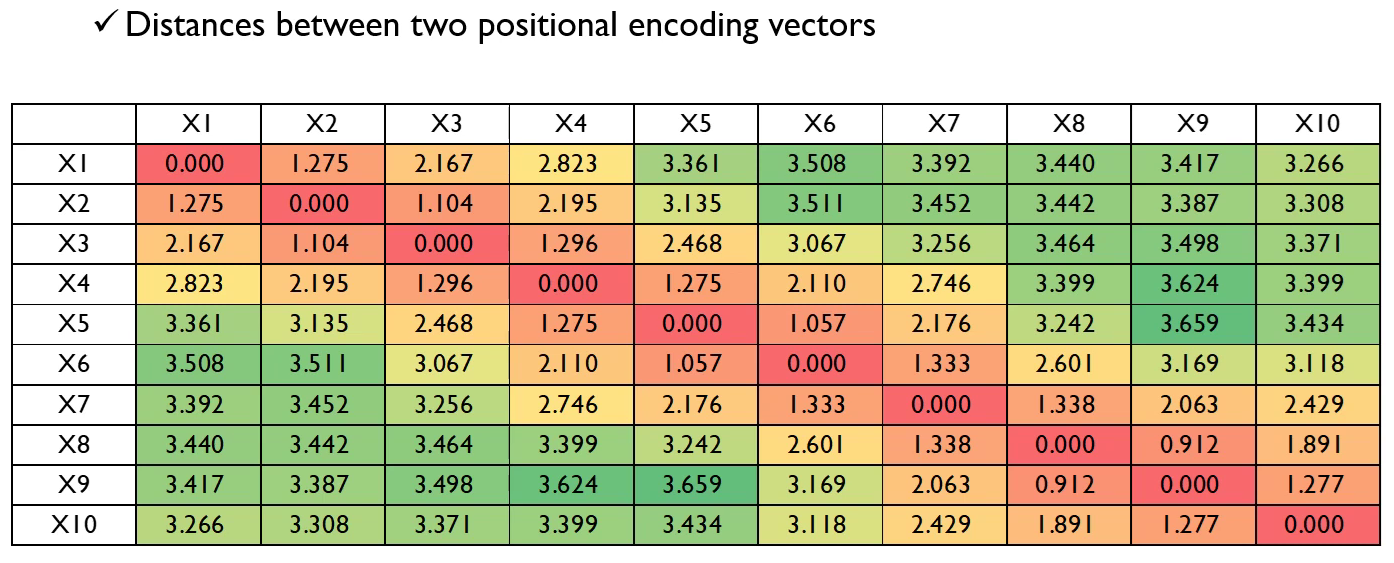 ✓ Distances between two positional encoding vectors
X1 X2 X3 X4 X5 X6 X7 X8 X9 X10
X1 0.000 1.275 2.167 2.823 3.361 3.508 3.392 3.440 3.417 3.266
X2 1.275 0.000 1.104 2.195 3.135 3.511 3.452 3.442 3.387 3.308
X3 2.167 1.104 0.000 1.296 2.468 3.067 3.256 3.464 3.498 3.371
X4 2.823 2.195 1.296 0.000 1.275 2.110 2.746 3.399 3.624 3.399
X5 3.361 3.135 2.468 1.275 0.000 1.057 2.176 3.242 3.659 3.434
X6 3.508 3.511 3.067 2.110 1.057 0.000 1.333 2.601 3.169 3.118
X7 3.392 3.452 3.256 2.746 2.176 1.333 0.000 1.338 2.063 2.429
X8 3.440 3.442 3.464 3.399 3.242 2.601 1.338 0.000 0.912 1.891
X9 3.417 3.387 3.498 3.624 3.659 3.169 2.063 0.912 0.000 1.277
X10 3.266 3.308 3.371 3.399 3.434 3.118 2.429 1.891 1.277 0.000